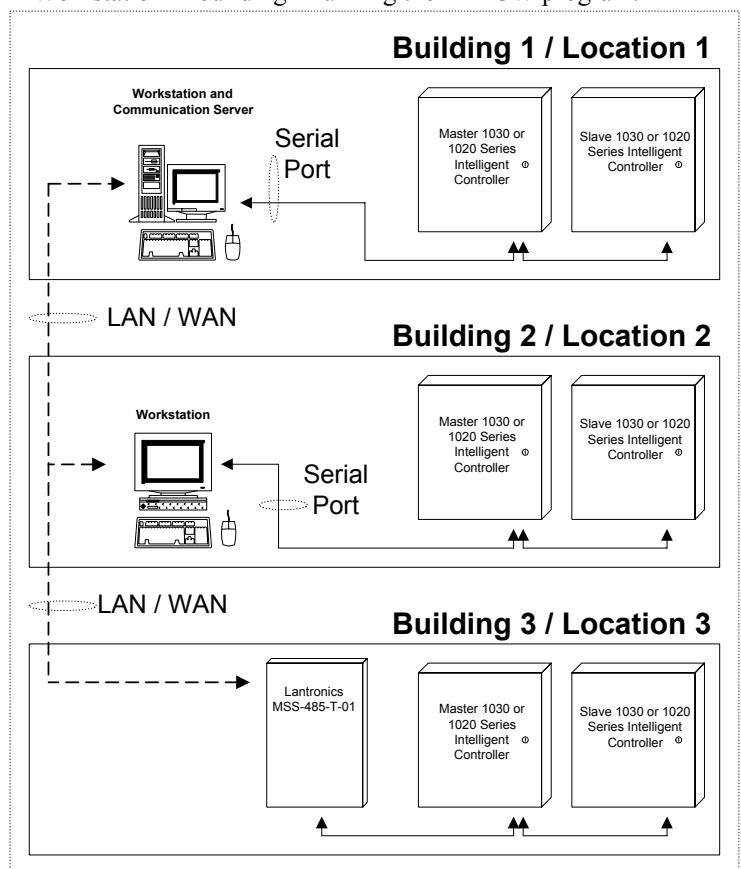 Building 1 / Location 1
Workstation and
Communication Server
Serial
Port
Master 1030 or
1020 Series
Intelligent
Controller
Slave 1030 or 1020
Series Intelligent
Controller
LAN / WAN
Building 2 / Location 2
Workstation
Serial
Port
Master 1030 or
1020 Series
Intelligent
Controller
Slave 1030 or 1020
Series Intelligent
Controller
LAN / WAN
Building 3 / Location 3
Lantronics
MSS-485-T-01
Master 1030 or
1020 Series
Intelligent
Controller
Slave 1030 or 1020
Series Intelligent
Controller